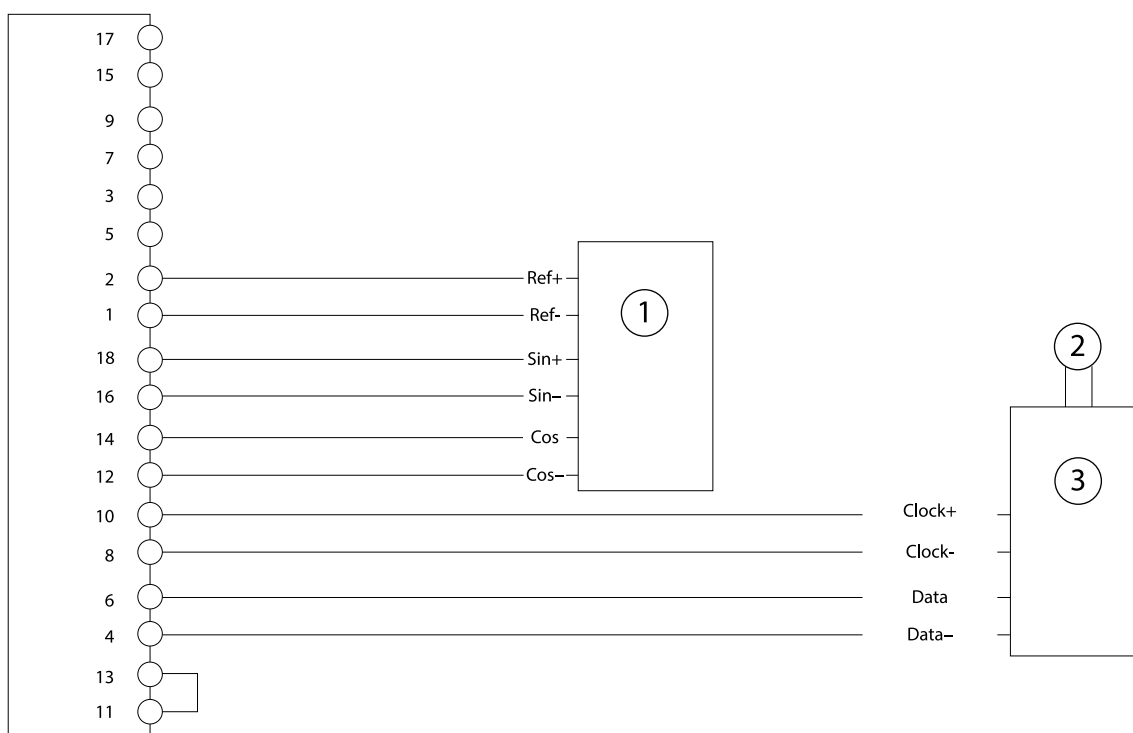 17
15
9
7
3
5
2 Ref+
1 Ref-
18 Sin+
16 Sin–
14 Cos
12 Cos–
10 Clock+
8 Clock-
6 Data
4 Data–
13
11
1
2
3